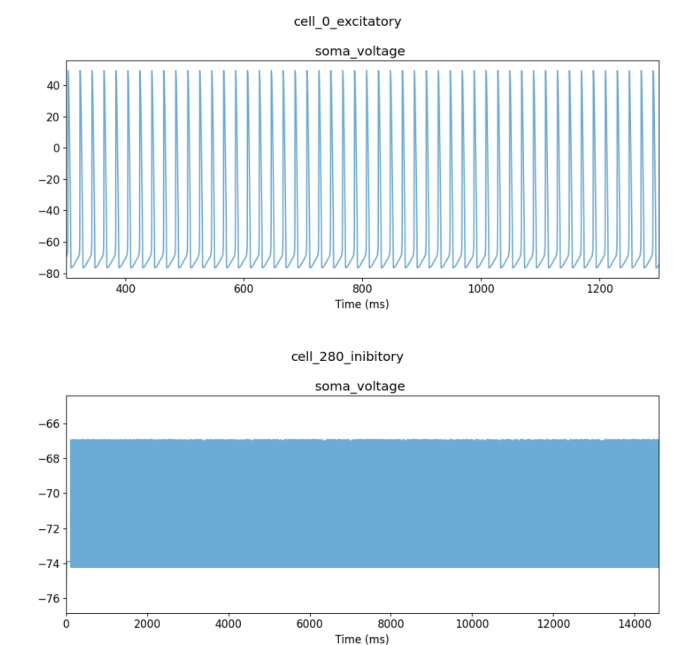 cell_0_excitatory
soma_voltage
40
20
0
−20
−40
−60
−80
400 600 800 1000 1200
Time (ms)
cell_280_inibitory
soma_voltage
−66
−68
−70
−72
−74
−76
0 2000 4000 6000 8000 10000 12000 14000
Time (ms)